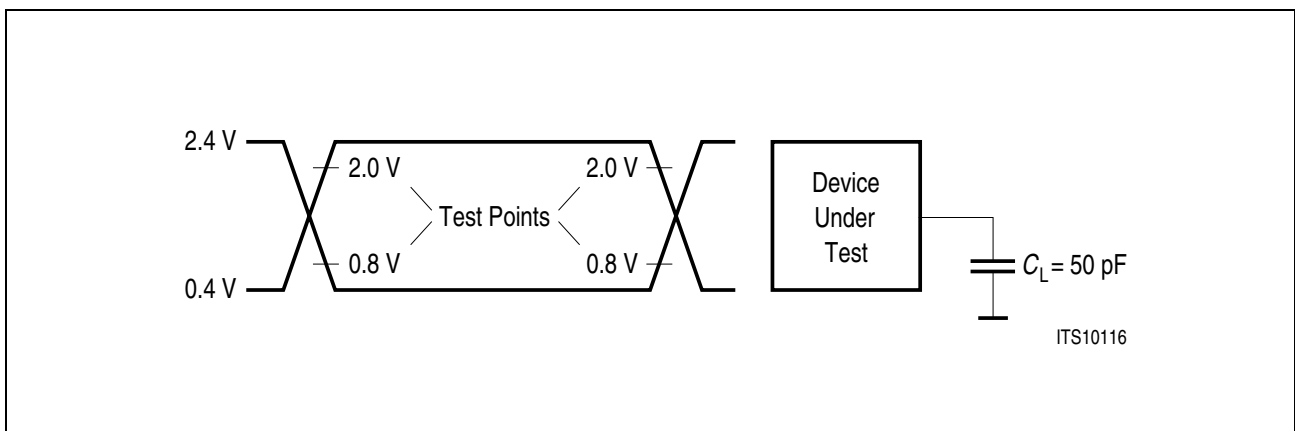 2.4 V
2.0 V
2.0 V
Test Points
0.8 V
0.8 V
0.4 V
Device
Under
Test
C_L = 50 pF
ITS10116